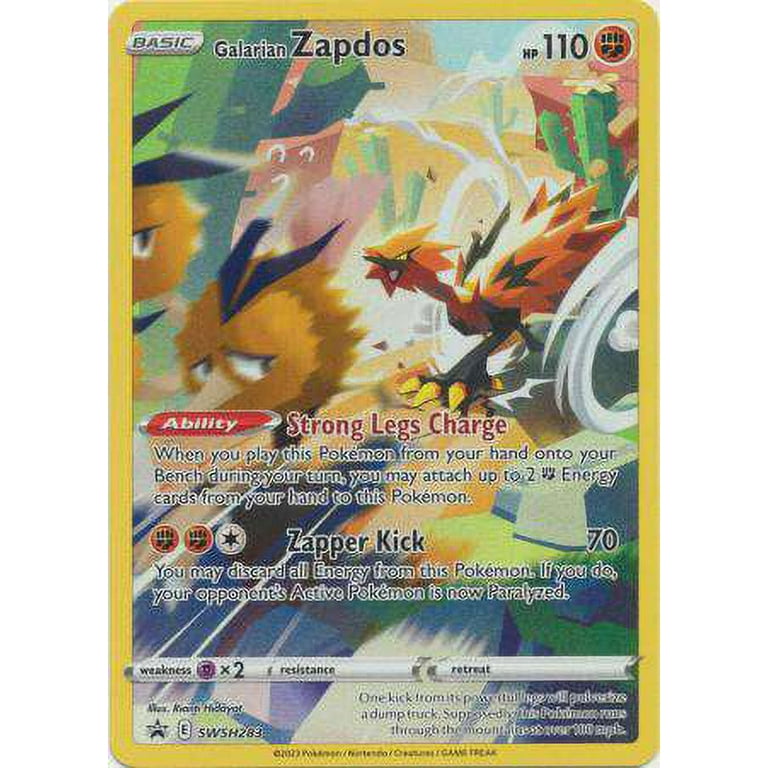 BASIC Galarian Zapdos HP 110
Ability Strong Legs Charge
When you play this Pokémon from your hand onto your
Bench during your turn, you may attach up to 2 Energy
cards from your hand to this Pokémon.
Zapper Kick 70
You may discard all Energy from this Pokémon. If you do,
your opponent's Active Pokémon is now Paralyzed.
weakness ×2 resistance retreat
Illus. Rianti Hidayat
One kick from its powerful legs will pulverize
a dump truck. Supposedly, this Pokémon runs
through the mountains at over 180 mph.
E SWSH283
©2023 Pokémon / Nintendo / Creatures / GAME FREAK